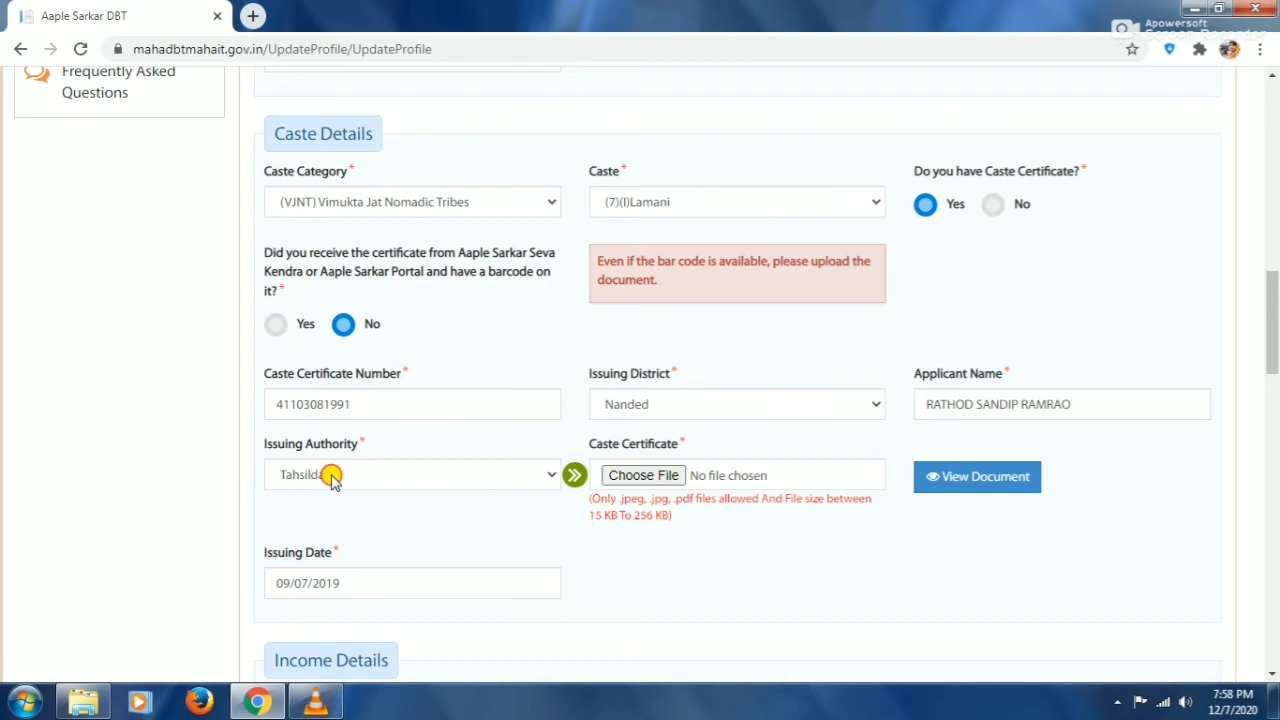 Aaple Sarkar DBT
Apowersoft
Screen Recorder
mahadbtmahait.gov.in/UpdateProfile/UpdateProfile
Frequently Asked
Questions
Caste Details
Caste Category*
Caste*
Do you have Caste Certificate?*
(VJNT) Vimukta Jat Nomadic Tribes
(7)(I)Lamani
Yes No
Did you receive the certificate from Aaple Sarkar Seva
Kendra or Aaple Sarkar Portal and have a barcode on
it?*
Even if the bar code is available, please upload the
document.
Yes No
Caste Certificate Number*
Issuing District*
Applicant Name*
41103081991
Nanded
RATHOD SANDIP RAMRAO
Issuing Authority*
Caste Certificate*
Choose File No file chosen
View Document
(Only .jpeg, .jpg, .pdf files allowed And File size between
15 KB To 256 KB)
Issuing Date*
09/07/2019
Income Details
7:58 PM
12/7/2020